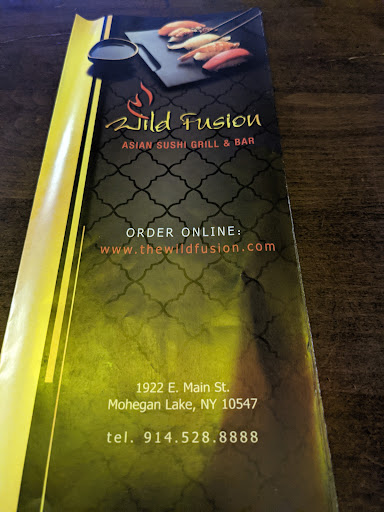 Wild Fusion
ASIAN SUSHI GRILL & BAR
ORDER ONLINE:
www.thewildfusion.com
1922 E. Main St.
Mohegan Lake, NY 10547
tel. 914.528.8888